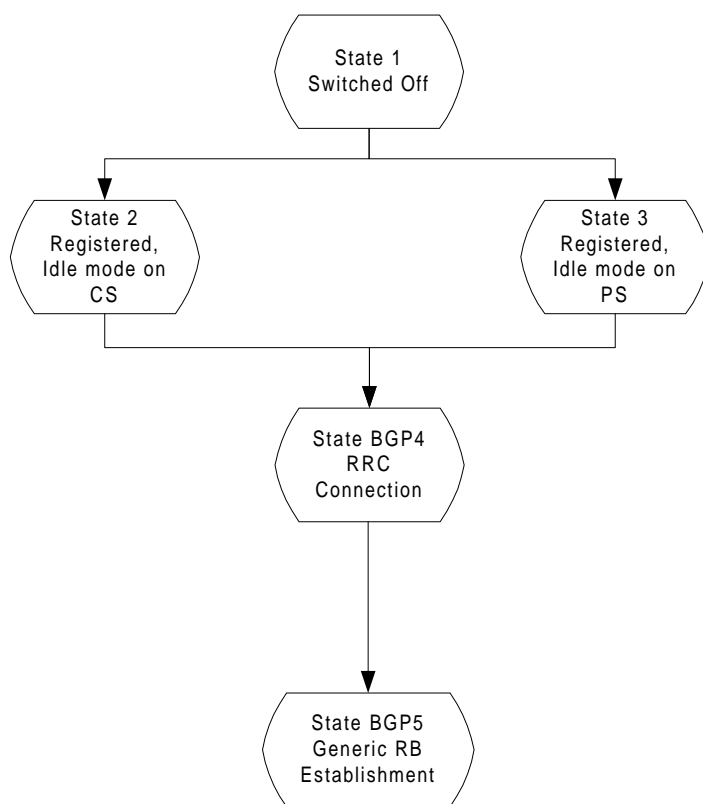 State 1
Switched Off
State 2
Registered,
Idle mode on
CS
State 3
Registered,
Idle mode on
PS
State BGP4
RRC
Connection
State BGP5
Generic RB
Establishment